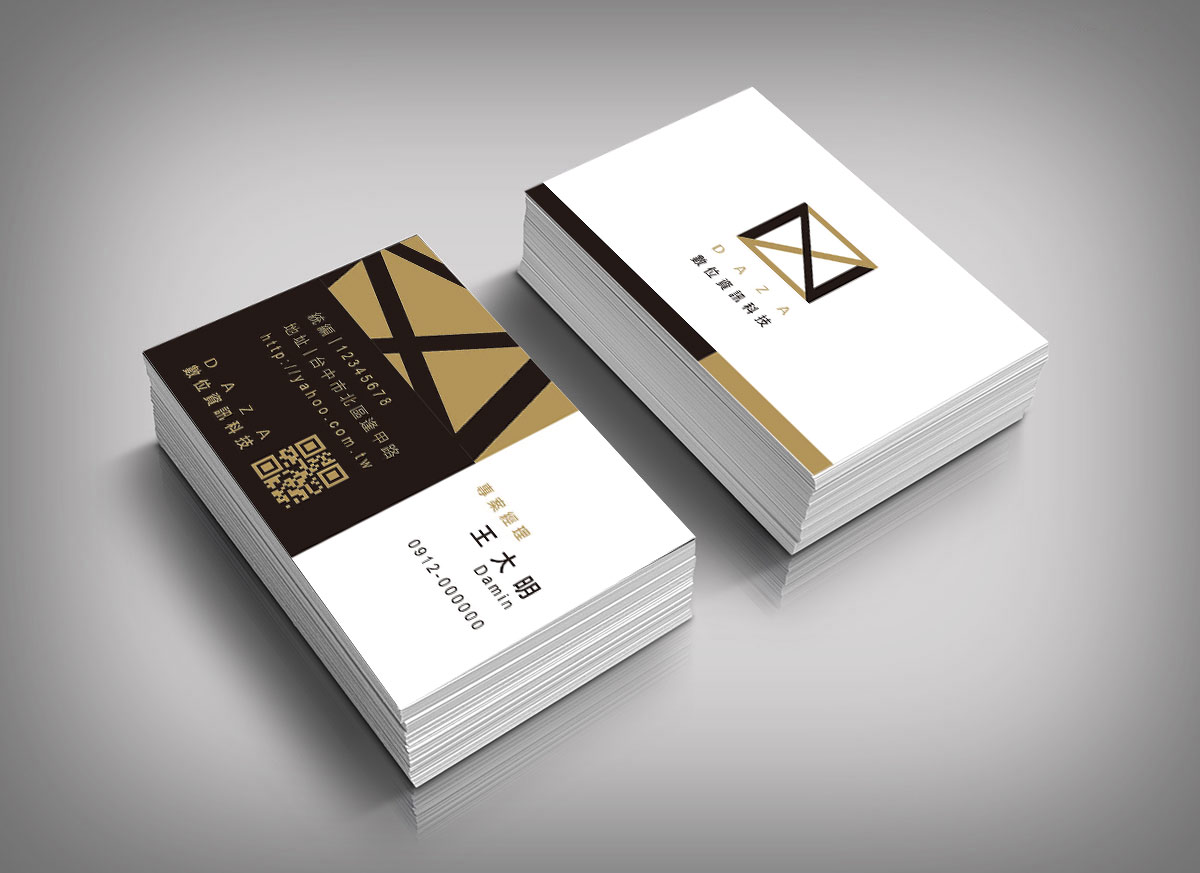 統編|12345678
地址|台中市北區逢甲路
http://yahoo.com.tw
DAZA
數位資訊科技
專案經理
王大明
Damin
0912-000000
DAZA
數位資訊科技